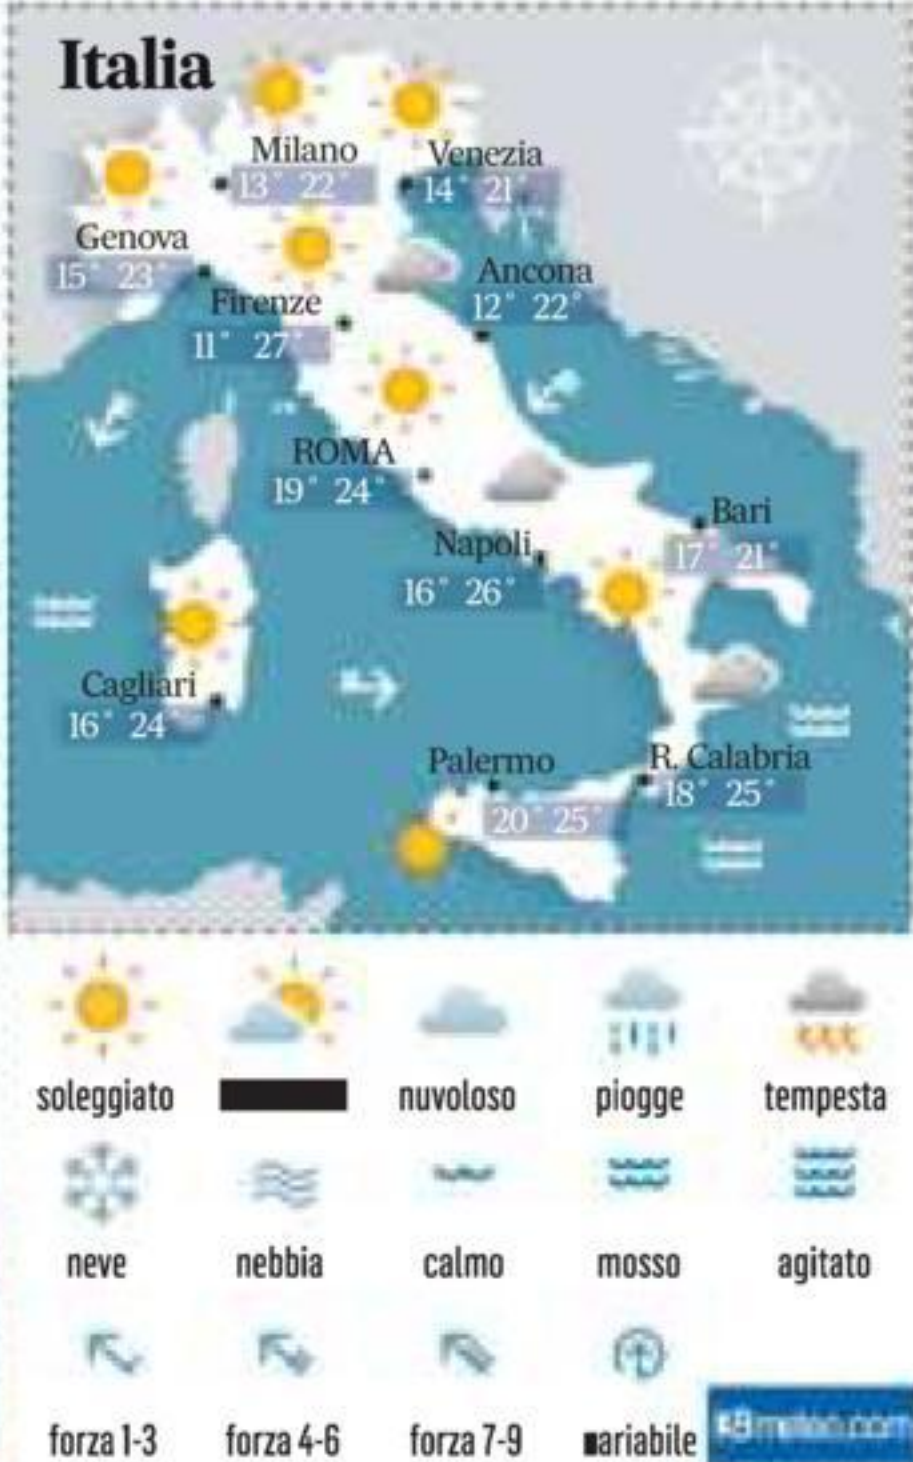 Italia
Milano
13° 22°
Venezia
14° 21°
Genova
15° 23°
Firenze
11° 27°
Ancona
12° 22°
ROMA
19° 24°
Napoli
16° 26°
Bari
17° 21°
Cagliari
16° 24°
Palermo
20° 25°
R. Calabria
18° 25°
soleggiato
nuvoloso
piogge
tempesta
neve
nebbia
calmo
mosso
agitato
forza 1-3
forza 4-6
forza 7-9
ariabile